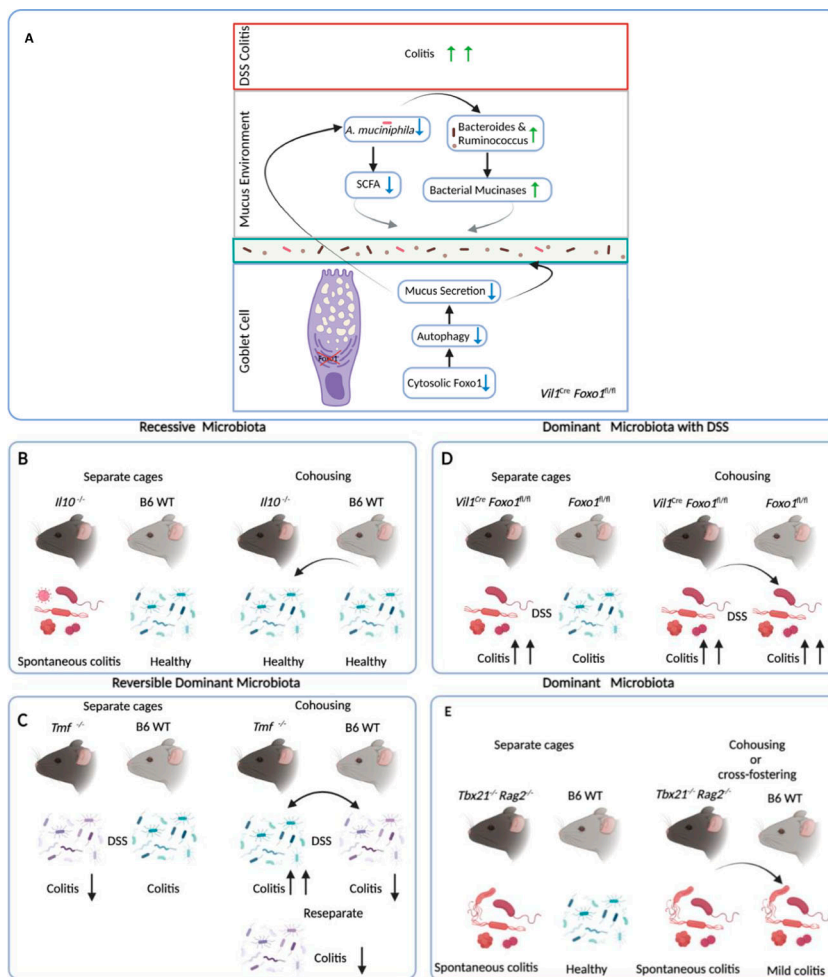 A
DSS Colitis
Colitis ↑ ↑
Mucus Environment
A. muciniphila ↓
Bacteroides &
Ruminococcus ↑
SCFA ↓
Bacterial Mucinases ↑
Goblet Cell
Foxo1
Mucus Secretion ↓
Autophagy ↓
Cytosolic Foxo1 ↓
Vil1Cre Foxo1fl/fl
Recessive Microbiota
B
Separate cages Cohousing
Il10 -/- B6 WT Il10 -/- B6 WT
Spontaneous colitis Healthy Healthy Healthy
Dominant Microbiota with DSS
D
Separate cages Cohousing
Vil1Cre Foxo1fl/fl Foxo1fl/fl Vil1Cre Foxo1fl/fl Foxo1fl/fl
DSS DSS
Colitis ↑ ↑ Colitis Colitis ↑ ↑ Colitis ↑ ↑
Reversible Dominant Microbiota
C
Separate cages Cohousing
Tmf -/- B6 WT Tmf -/- B6 WT
DSS DSS
Colitis ↓ Colitis Colitis ↑ ↑ Colitis ↓
Reseparate
Colitis ↓
Dominant Microbiota
E
Separate cages
Cohousing
or
cross-fostering
Tbx21-/- Rag2-/- B6 WT Tbx21-/- Rag2-/- B6 WT
Spontaneous colitis Healthy Spontaneous colitis Mild colitis